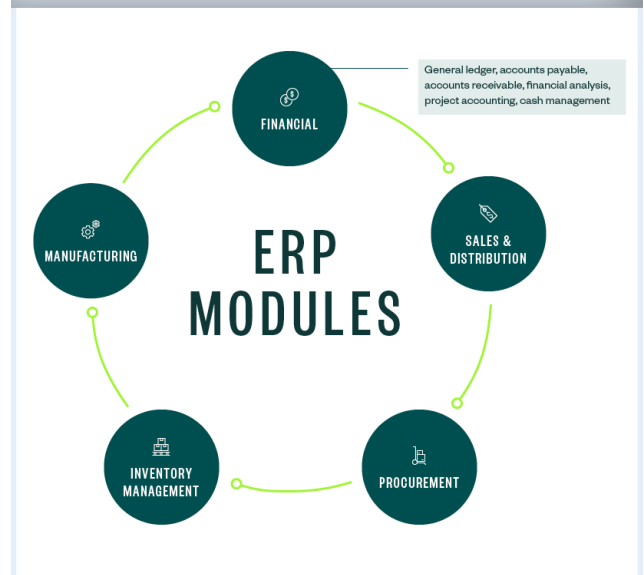 FINANCIAL
General ledger, accounts payable,
accounts receivable, financial analysis,
project accounting, cash management
SALES &
DISTRIBUTION
MANUFACTURING
ERP
MODULES
INVENTORY
MANAGEMENT
PROCUREMENT